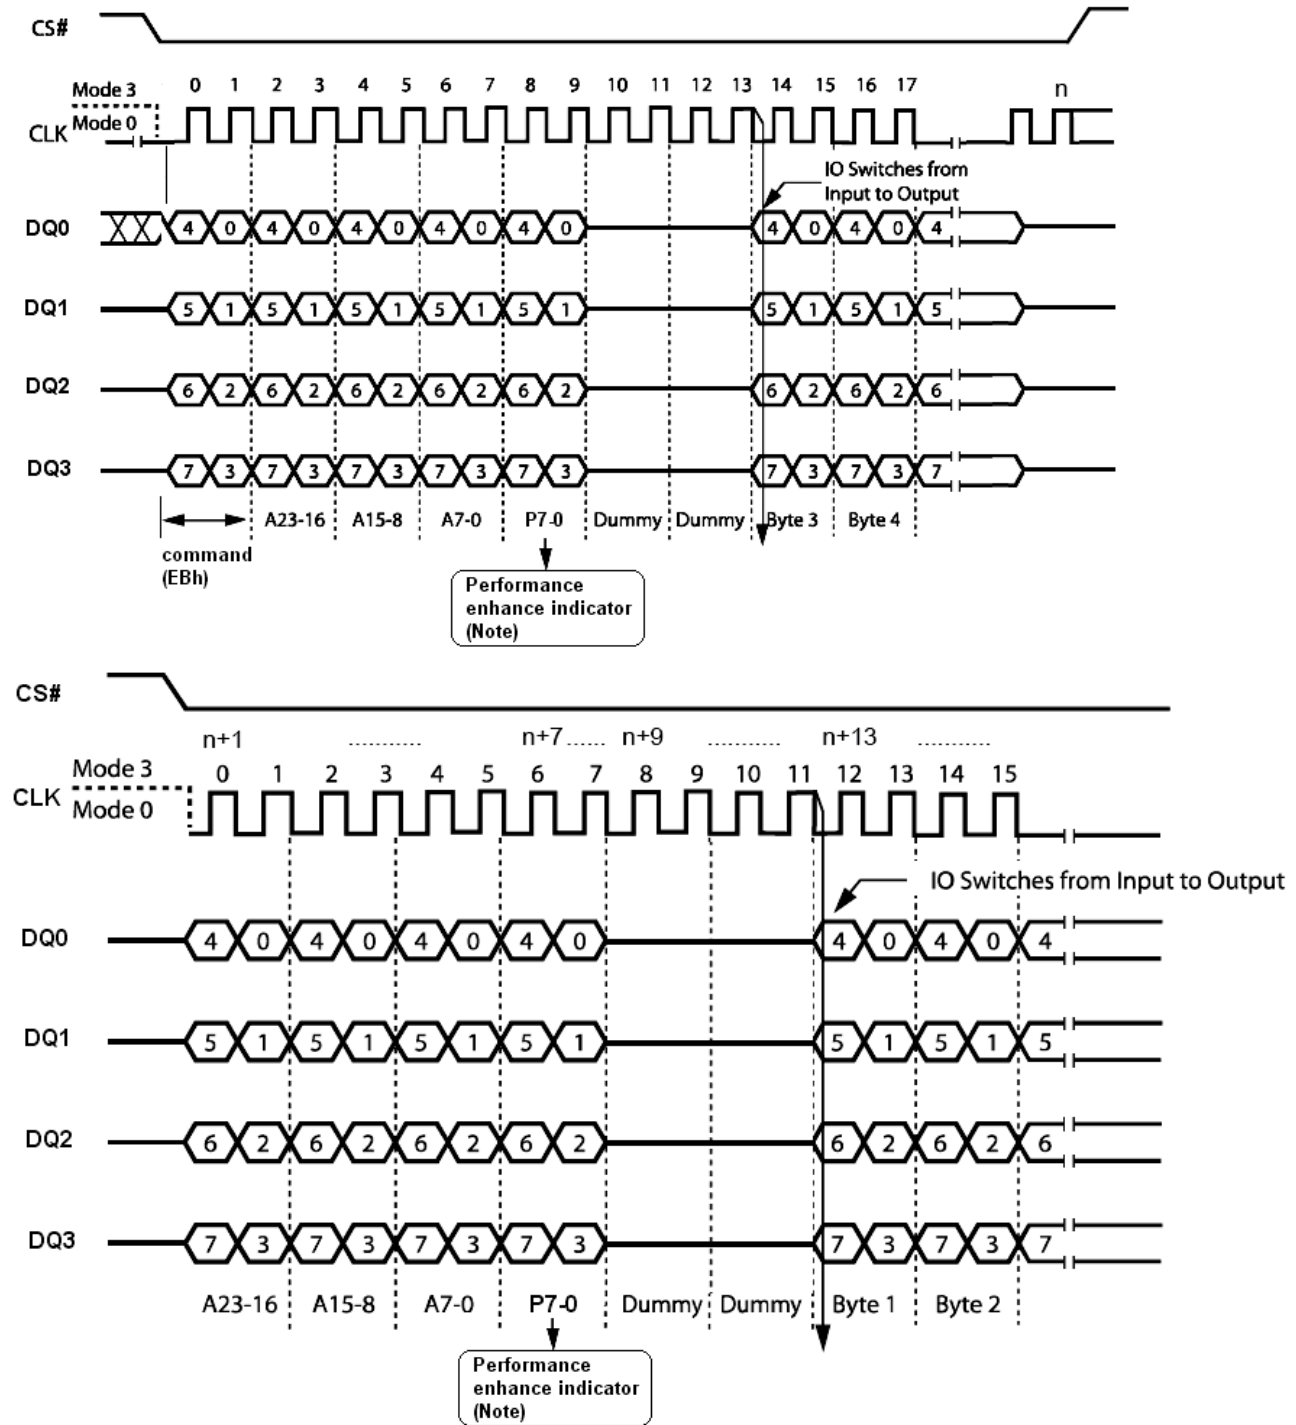 CS#
0 1 2 3 4 5 6 7 8 9 10 11 12 13 14 15 16 17 n
Mode 3
Mode 0
CLK
IO Switches from
Input to Output
DQ0 4 0 4 0 4 0 4 0 4 0 4 0 4 0 4
DQ1 5 1 5 1 5 1 5 1 5 1 5 1 5 1 5
DQ2 6 2 6 2 6 2 6 2 6 2 6 2 6 2 6
DQ3 7 3 7 3 7 3 7 3 7 3 7 3 7 3 7
A23-16 A15-8 A7-0 P7-0 Dummy Dummy Byte 3 Byte 4
command
(EBh)
Performance
enhance indicator
(Note)
CS#
n+1 ............ n+7 ...... n+9 ............ n+13 ............
Mode 3 0 1 2 3 4 5 6 7 8 9 10 11 12 13 14 15
CLK
Mode 0
IO Switches from Input to Output
DQ0 4 0 4 0 4 0 4 0 4 0 4 0 4
DQ1 5 1 5 1 5 1 5 1 5 1 5 1 5
DQ2 6 2 6 2 6 2 6 2 6 2 6 2 6
DQ3 7 3 7 3 7 3 7 3 7 3 7 3 7
A23-16 A15-8 A7-0 P7-0 Dummy Dummy Byte 1 Byte 2
Performance
enhance indicator
(Note)